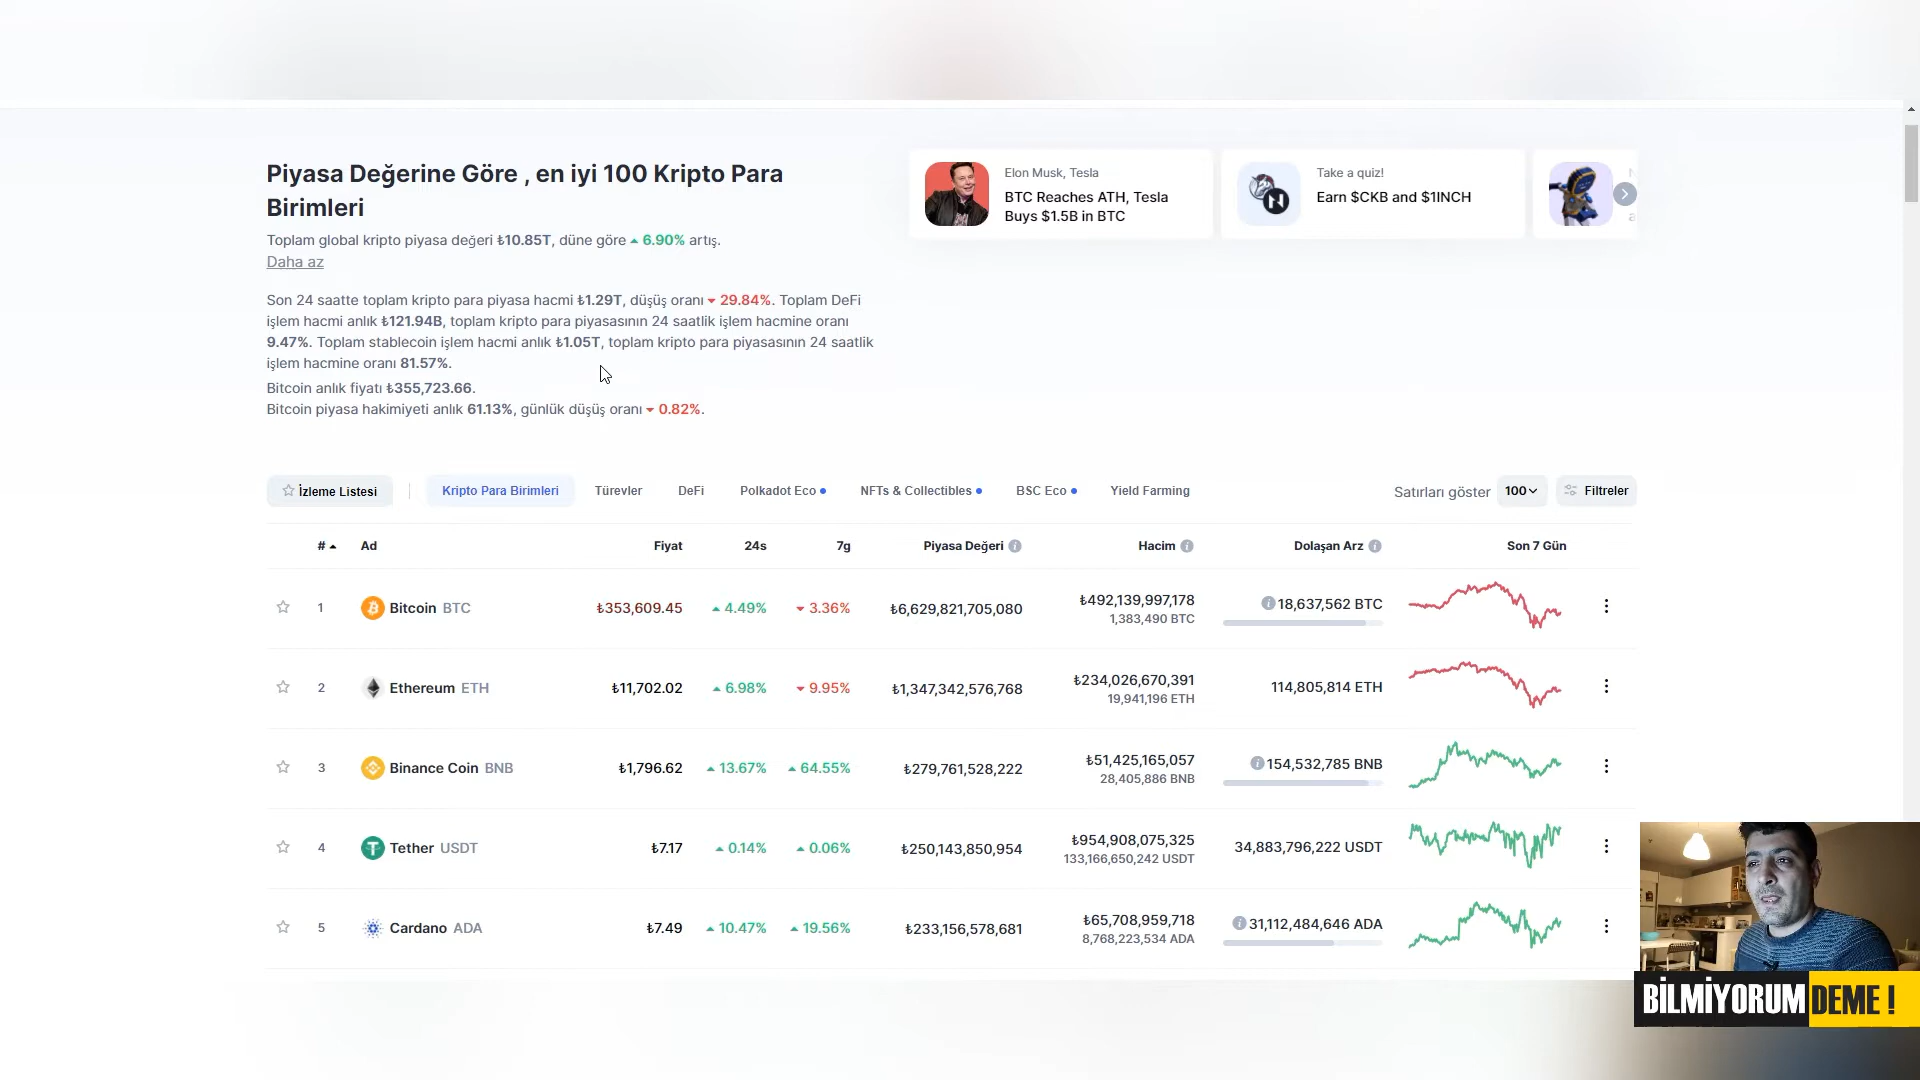 Piyasa Değerine Göre , en iyi 100 Kripto Para
Birimleri
Toplam global kripto piyasa değeri ₺10.85T, düne göre 6.90% artış.
Daha az
Son 24 saatte toplam kripto para piyasa hacmi ₺1.29T, düşüş oranı 29.84%. Toplam DeFi
işlem hacmi anlık ₺121.94B, toplam kripto para piyasasının 24 saatlik işlem hacmine oranı
9.47%. Toplam stablecoin işlem hacmi anlık ₺1.05T, toplam kripto para piyasasının 24 saatlik
işlem hacmine oranı 81.57%.
Bitcoin anlık fiyatı ₺355,723.66.
Bitcoin piyasa hakimiyeti anlık 61.13%, günlük düşüş oranı 0.82%.
Elon Musk, Tesla
BTC Reaches ATH, Tesla
Buys $1.5B in BTC
Take a quiz!
Earn $CKB and $1INCH
İzleme Listesi Kripto Para Birimleri Türevler DeFi Polkadot Eco NFTs & Collectibles BSC Eco Yield Farming Satırları göster 100 Filtreler
# Ad Fiyat 24s 7g Piyasa Değeri Hacim Dolaşan Arz Son 7 Gün
1 Bitcoin BTC ₺353,609.45 4.49% 3.36% ₺6,629,821,705,080 ₺492,139,997,178 18,637,562 BTC
1,383,490 BTC
2 Ethereum ETH ₺11,702.02 6.98% 9.95% ₺1,347,342,576,768 ₺234,026,670,391 114,805,814 ETH
19,941,196 ETH
3 Binance Coin BNB ₺1,796.62 13.67% 64.55% ₺279,761,528,222 ₺51,425,165,057 154,532,785 BNB
28,405,886 BNB
4 Tether USDT ₺7.17 0.14% 0.06% ₺250,143,850,954 ₺954,908,075,325 34,883,796,222 USDT
133,166,650,242 USDT
5 Cardano ADA ₺7.49 10.47% 19.56% ₺233,156,578,681 ₺65,708,959,718 31,112,484,646 ADA
8,768,223,534 ADA
BİLMİYORUM DEME !